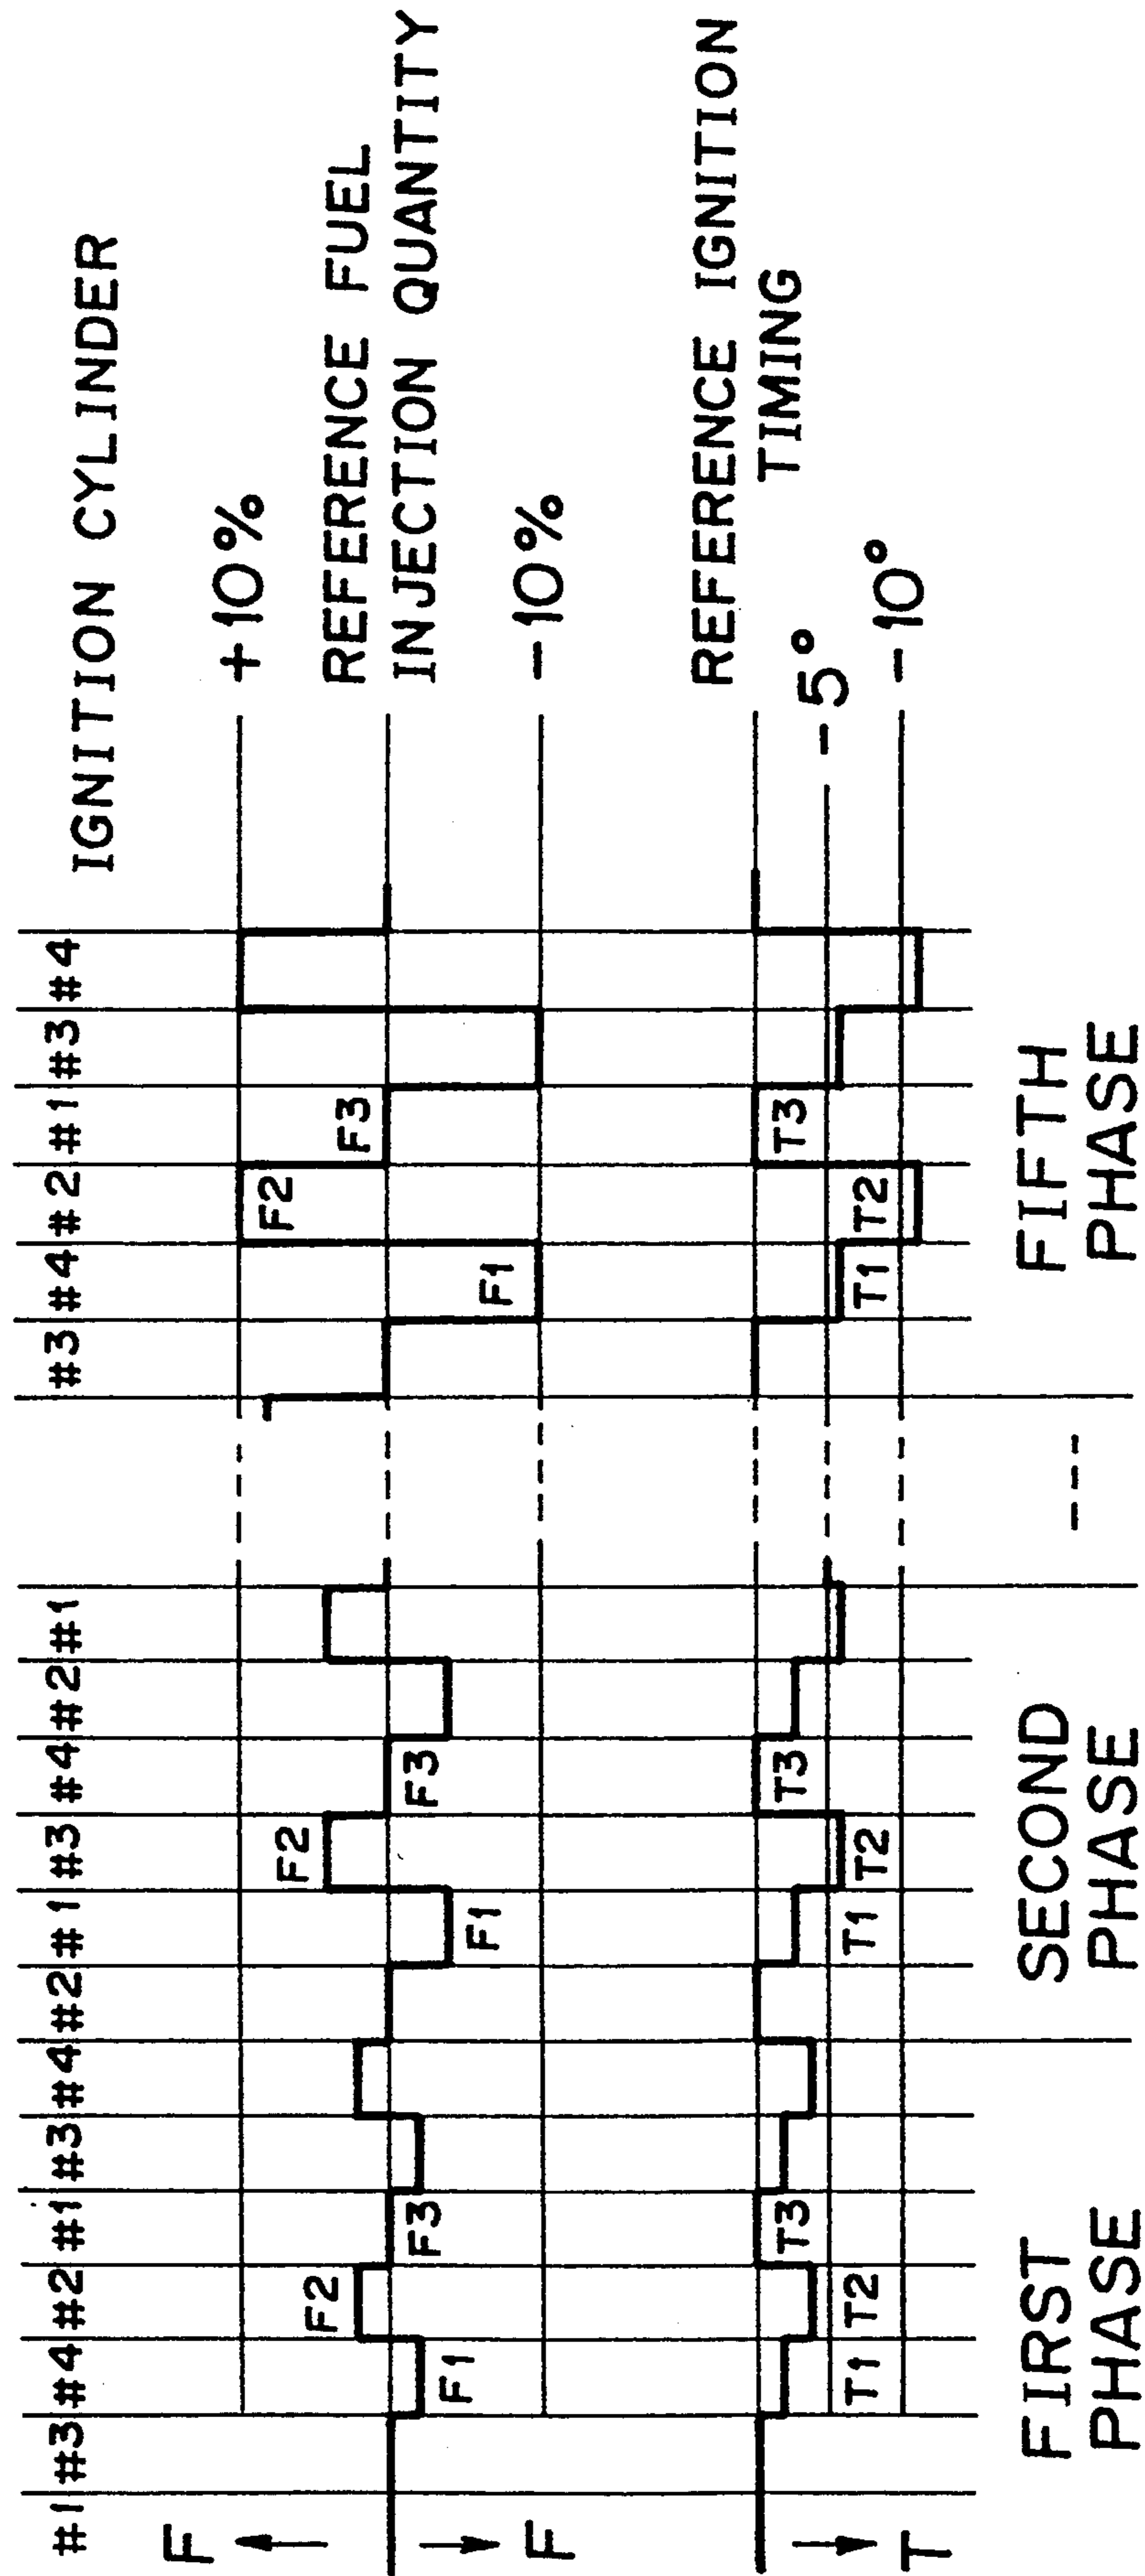 #1 #3 #4 #2 #1 #3 #4 #2 #1 #3 #4 #2 #1 #3 #4 #2 #1 #3 #4
IGNITION CYLINDER
F
+10%
F2
F2
F2
F3
REFERENCE FUEL
INJECTION QUANTITY
F1
F3
F1
F3
F1
F
-10%
REFERENCE IGNITION
TIMING
T3
T3
T3
-5°
T1
T2
T1
T2
T1
T2
T
-10°
FIRST
PHASE
SECOND
PHASE
---
FIFTH
PHASE